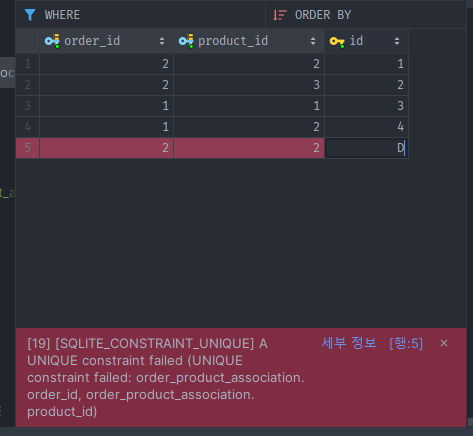 WHERE ORDER BY
order_id product_id id
1 2 2 1
2 2 3 2
3 1 1 3
4 1 2 4
5 2 2 D
oc
t_a
[19] [SQLITE_CONSTRAINT_UNIQUE] A 세부 정보 [행:5] ×
UNIQUE constraint failed (UNIQUE
constraint failed: order_product_association.
order_id, order_product_association.
product_id)